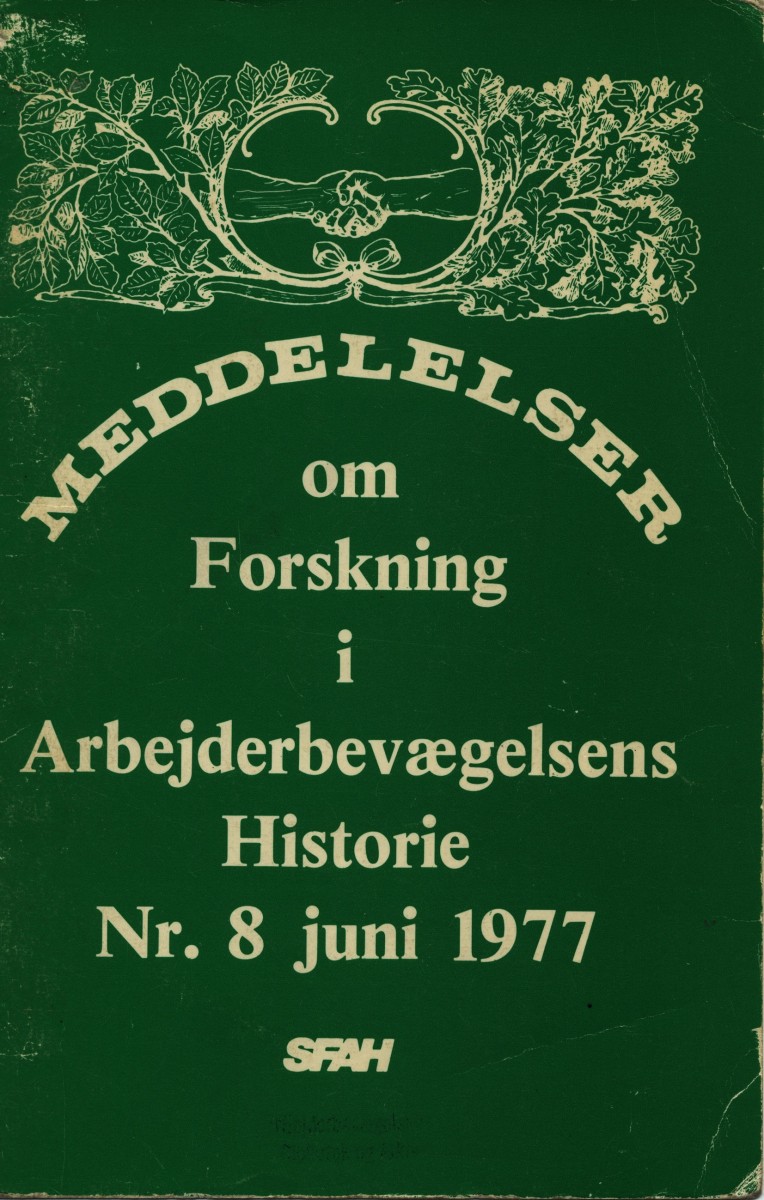 MEDDELELSER
om
Forskning
i
Arbejderbevægelsens
Historie
Nr. 8 juni 1977
SFAH